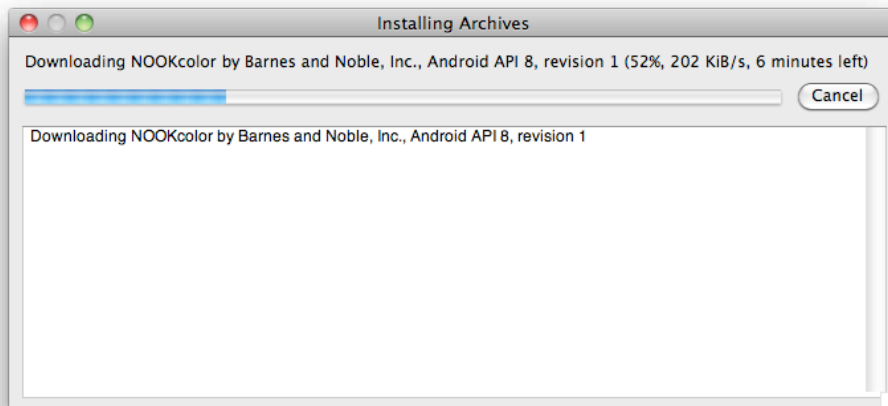 Installing Archives
Downloading NOOKcolor by Barnes and Noble, Inc., Android API 8, revision 1 (52%, 202 KiB/s, 6 minutes left)
Cancel
Downloading NOOKcolor by Barnes and Noble, Inc., Android API 8, revision 1